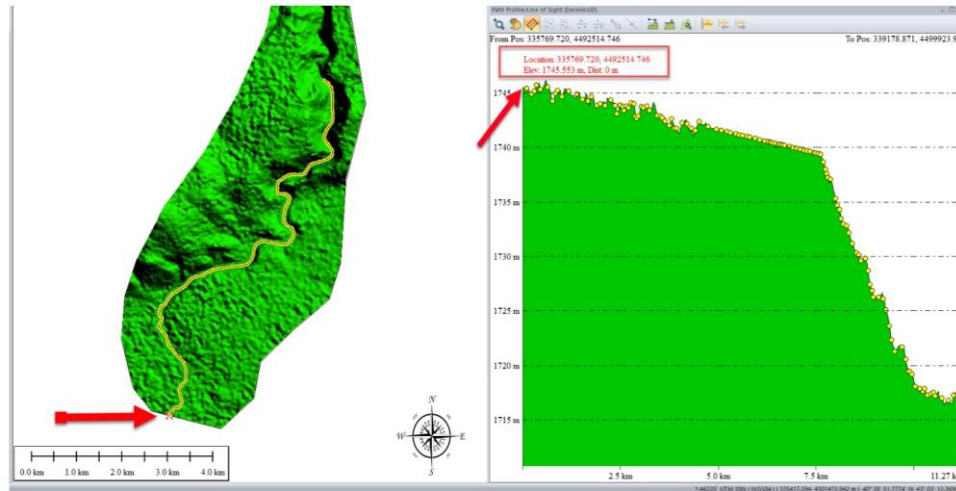 Path Profile/Line of Sight (DerenksID)
From Pos: 335769.720, 4492514.746
To Pos: 339178.871, 4499923.9
Location: 335769.720, 4492514.746
Elev: 1745.553 m, Dist: 0 m
1745
1740 m
1735 m
1730 m
1725 m
1720 m
1715 m
2.5 km
5.0 km
7.5 km
11.27 k
N
W
E
S
0.0 km
1.0 km
2.0 km
3.0 km
4.0 km